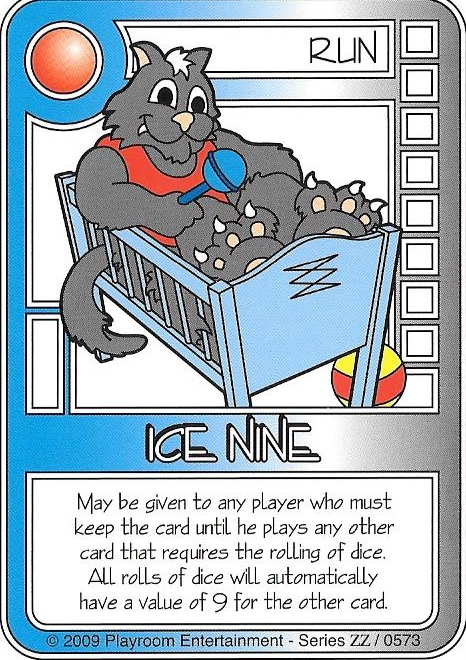 RUN
ICE NINE
May be given to any player who must
keep the card until he plays any other
card that requires the rolling of dice.
All rolls of dice will automatically
have a value of 9 for the other card.
© 2009 Playroom Entertainment - Series ZZ / 0573